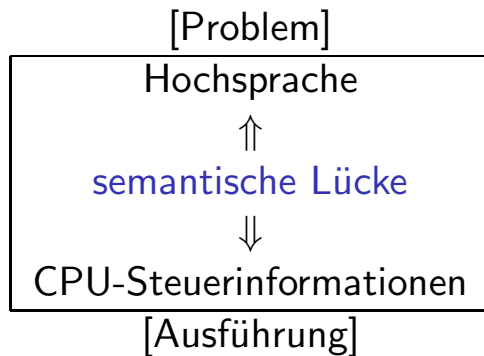 [Problem]
Hochsprache
⇑
semantische Lücke
⇓
CPU-Steuerinformationen
[Ausführung]